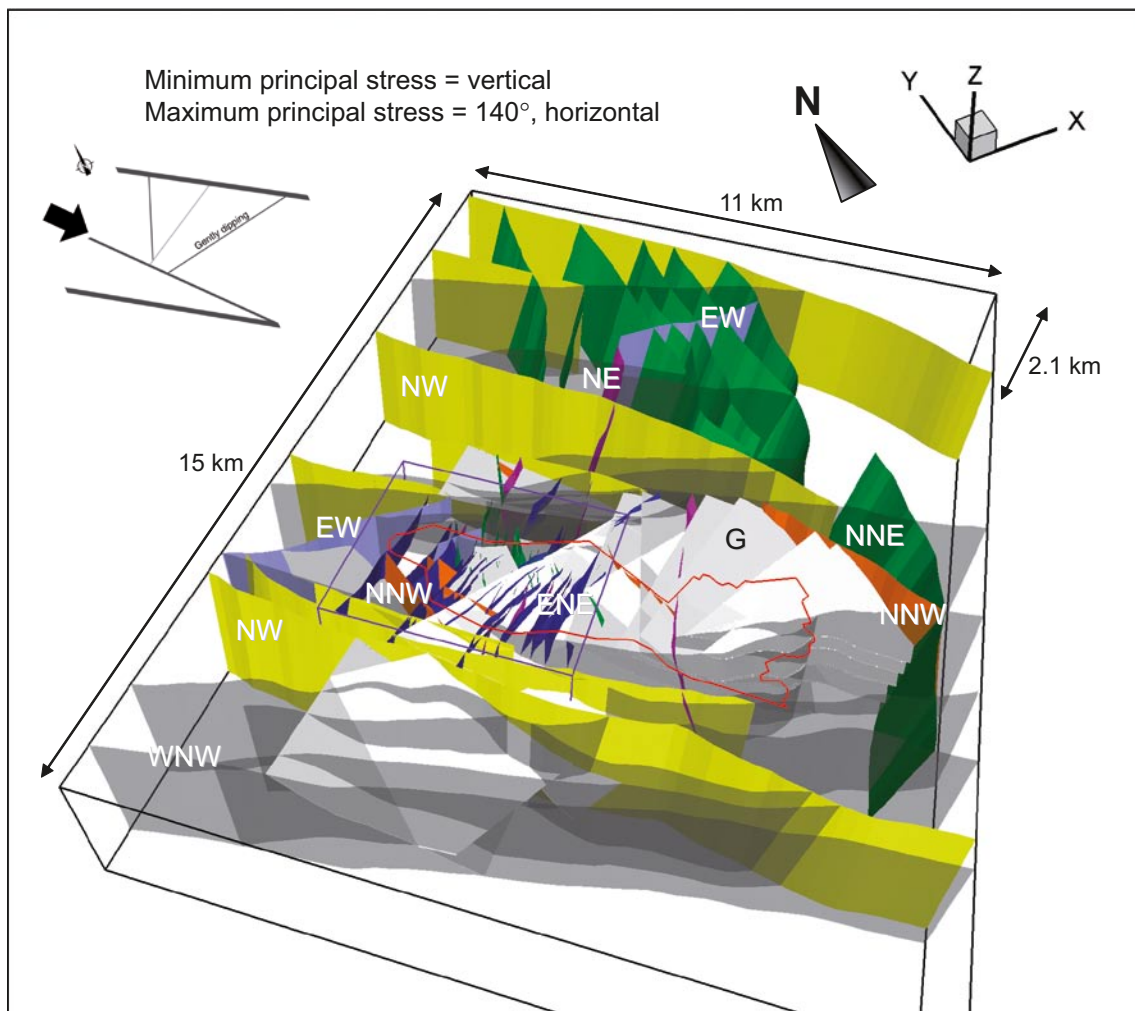 Minimum principal stress = vertical
Maximum principal stress = 140°, horizontal
N
Y
Z
X
Gently dipping
11 km
2.1 km
15 km
EW
NE
NW
EW
G
NNE
NNW
ENE
NNW
NW
WNW